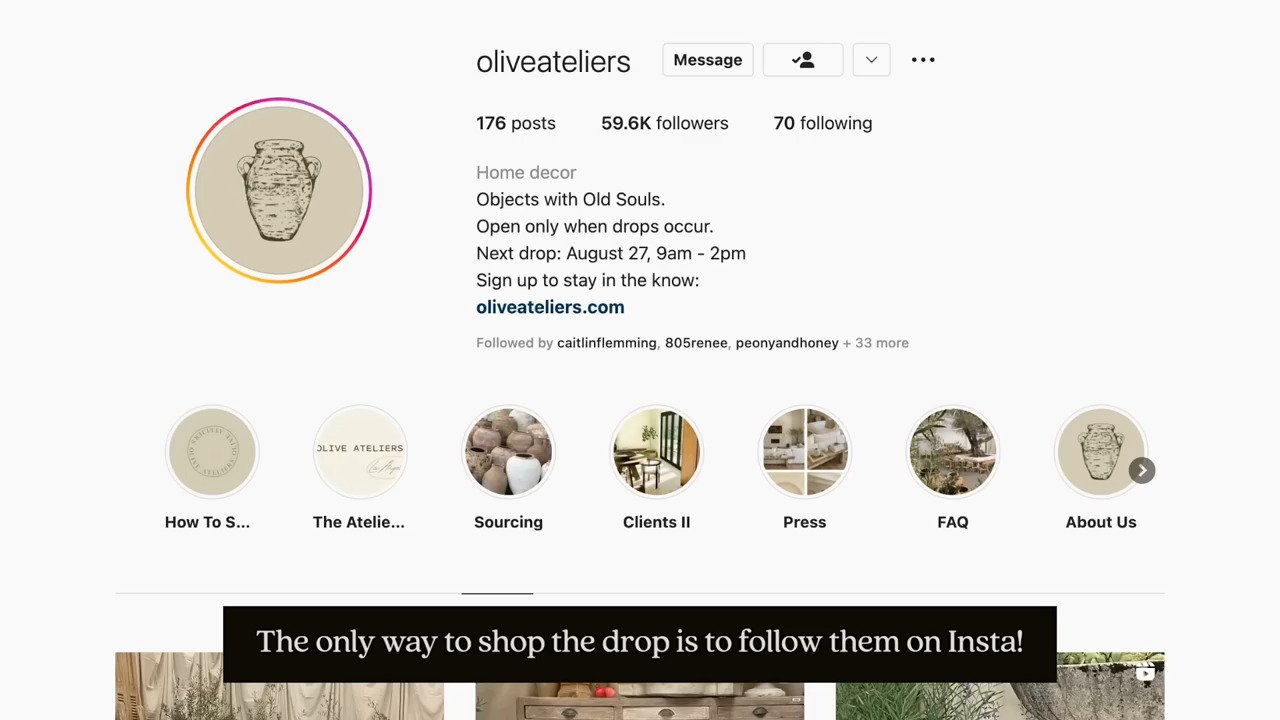 oliveateliers Message
176 posts 59.6K followers 70 following
Home decor
Objects with Old Souls.
Open only when drops occur.
Next drop: August 27, 9am - 2pm
Sign up to stay in the know:
oliveateliers.com
Followed by caitlinflemming, 805renee, peonyandhoney + 33 more
OLIVE ATELIERS
How To S... The Atelie... Sourcing Clients II Press FAQ About Us
The only way to shop the drop is to follow them on Insta!